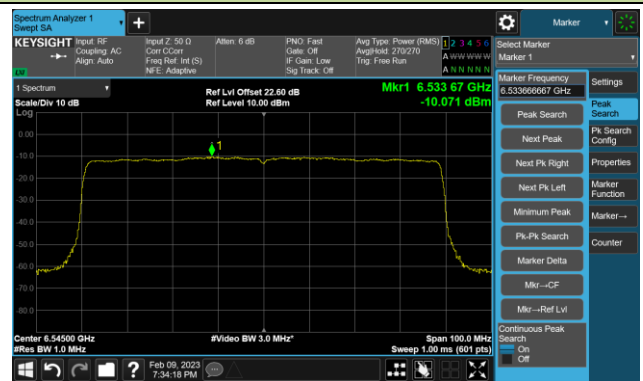 Spectrum Analyzer 1
Swept SA
+
Marker
KEYSIGHT
Input: RF
Coupling: AC
Align: Auto
Input Z: 50 Ω
Corr CCorr
Freq Ref: Int (S)
NFE: Adaptive
Atten: 6 dB
PNO: Fast
Gate: Off
IF Gain: Low
Sig Track: Off
Avg Type: Power (RMS)
Avg|Hold: 270/270
Trig: Free Run
1 2 3 4 5 6
A W W W W W
A N N N N N
LW
Select Marker
Marker 1
1 Spectrum
Scale/Div 10 dB
Log
Ref Lvl Offset 22.60 dB
Ref Level 10.00 dBm
Mkr1 6.533 67 GHz
-10.071 dBm
0.00
-10.0
-20.0
-30.0
-40.0
-50.0
-60.0
-70.0
-80.0
1
Center 6.54500 GHz
#Res BW 1.0 MHz
#Video BW 3.0 MHz*
Span 100.0 MHz
Sweep 1.00 ms (601 pts)
Marker Frequency
6.533666667 GHz
Peak Search
Next Peak
Next Pk Right
Next Pk Left
Minimum Peak
Pk-Pk Search
Marker Delta
Mkr→CF
Mkr→Ref Lvl
Continuous Peak
Search
On
Off
Settings
Peak
Search
Pk Search
Config
Properties
Marker
Function
Marker→
Counter
?
Feb 09, 2023
7:34:18 PM